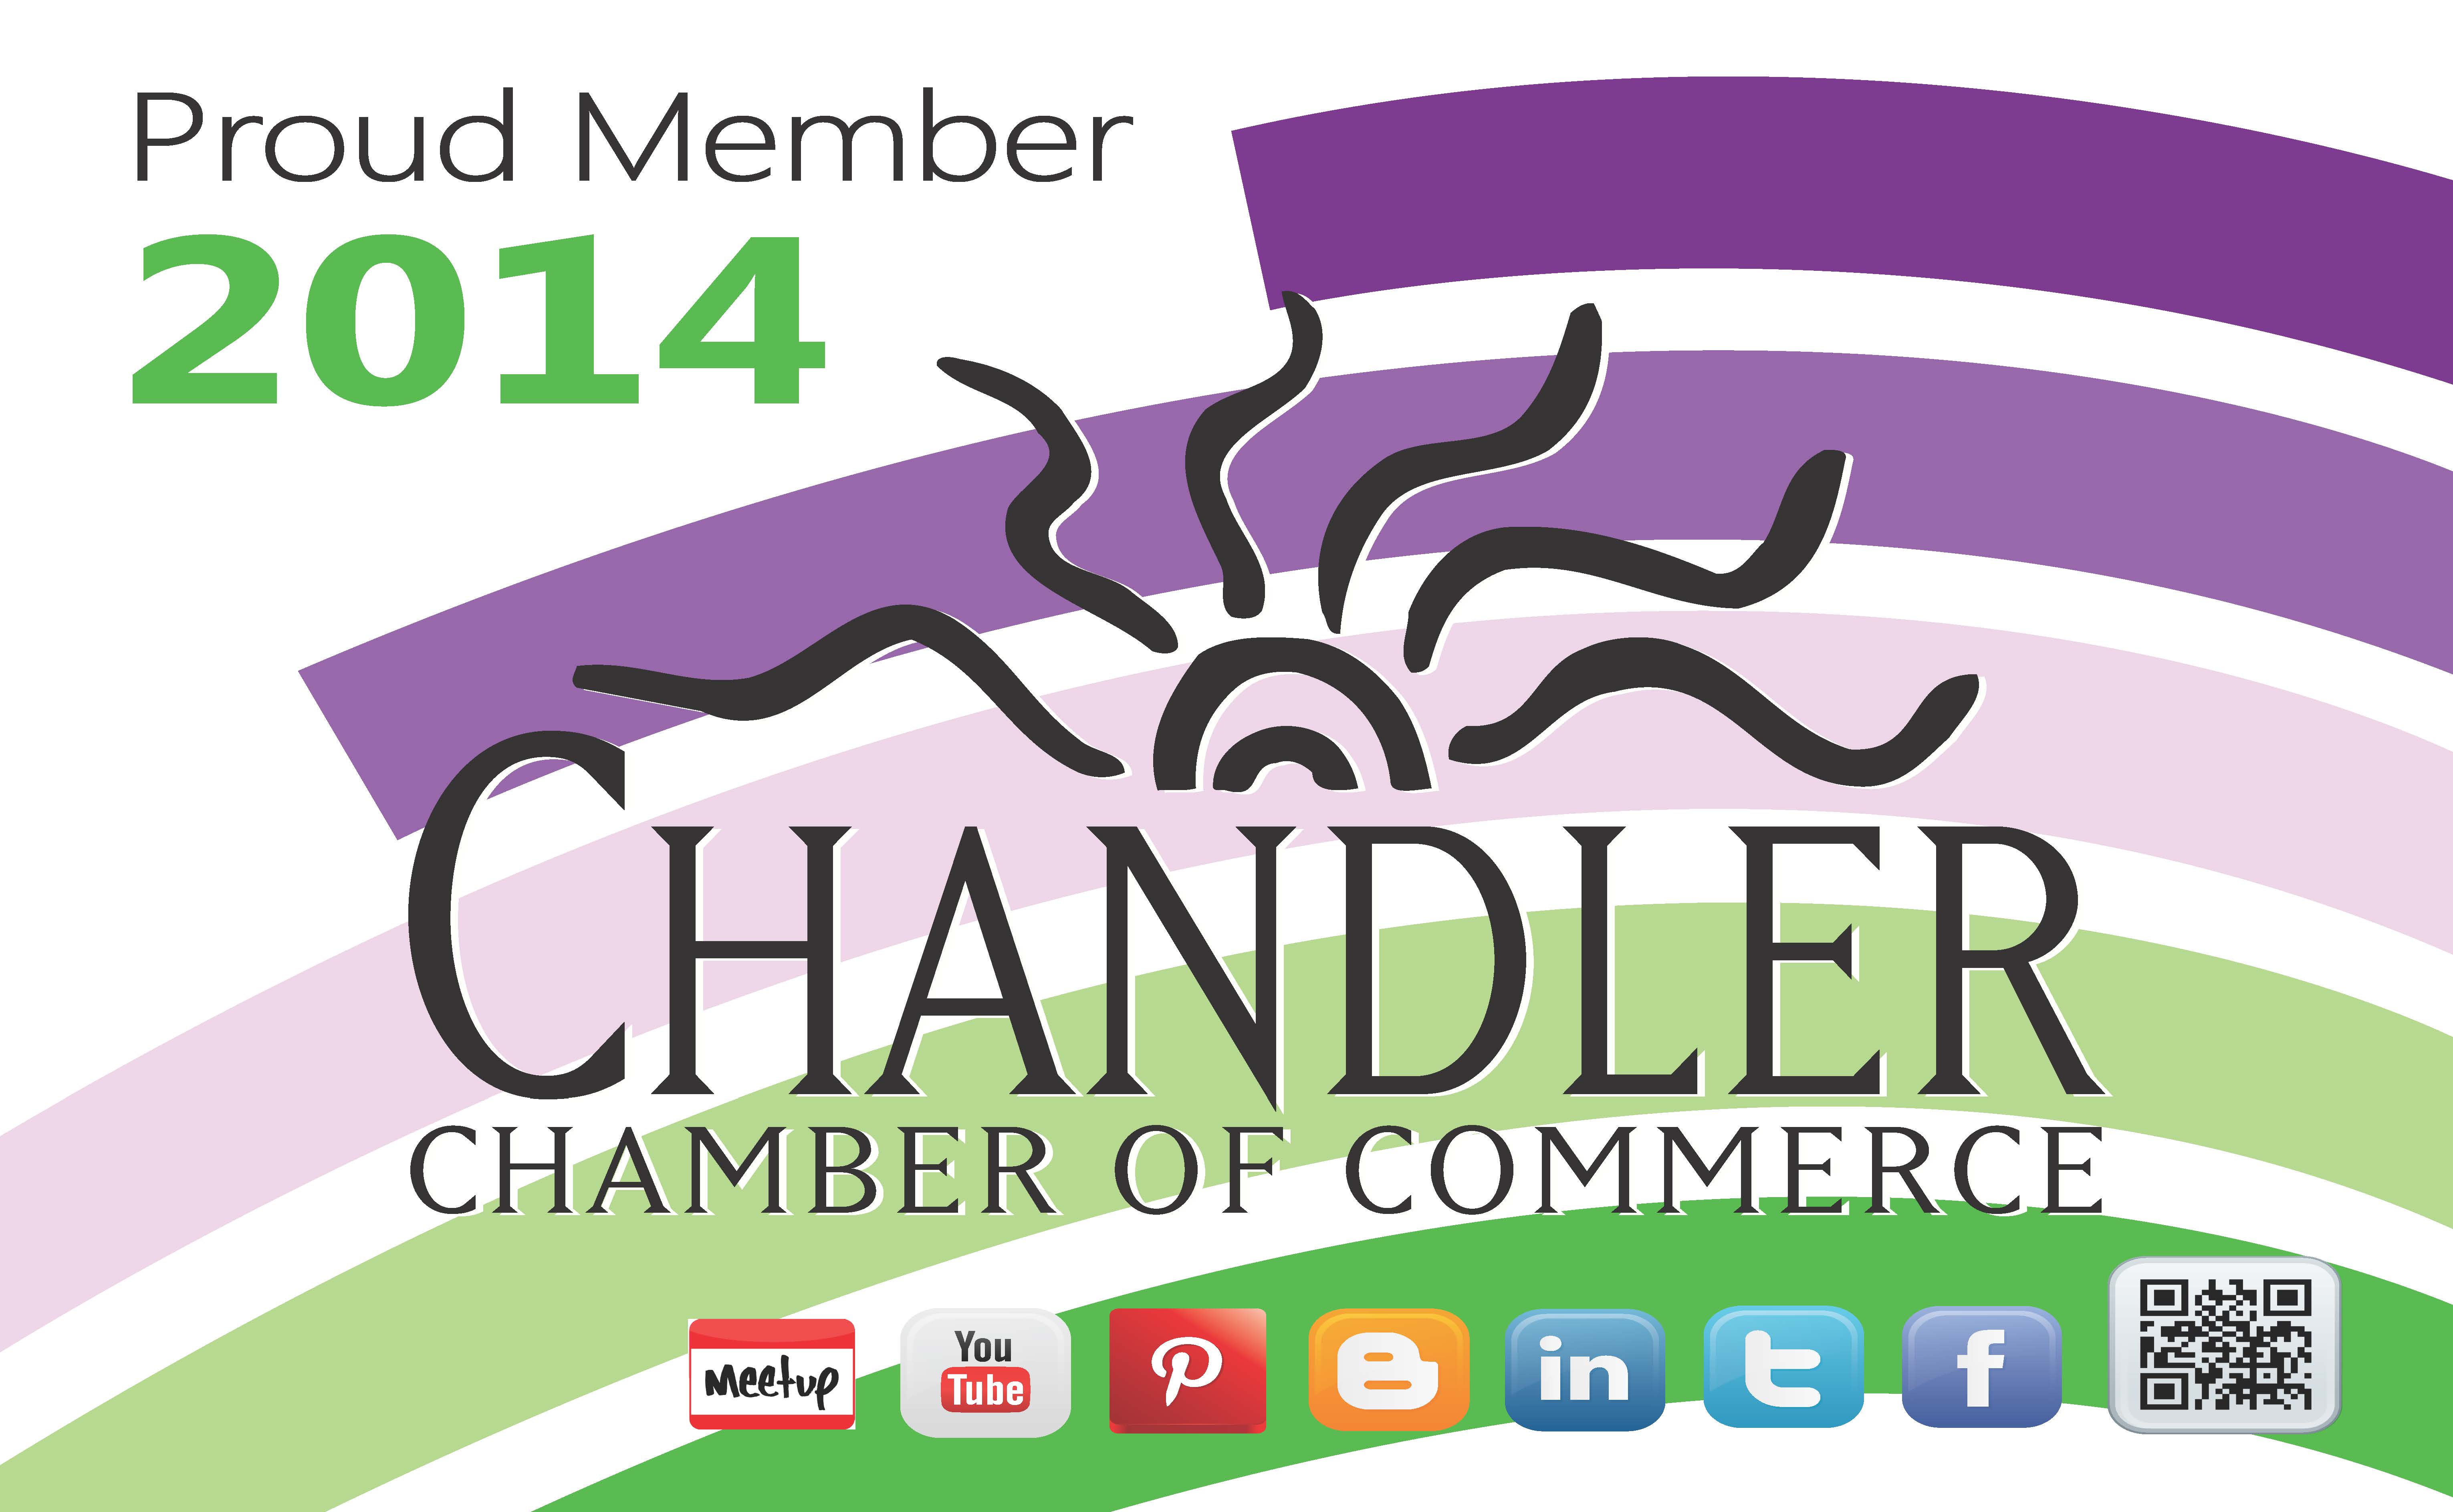 Proud Member
2014
CHANDLER
CHAMBER OF COMMERCE
Meetup You Tube in t f